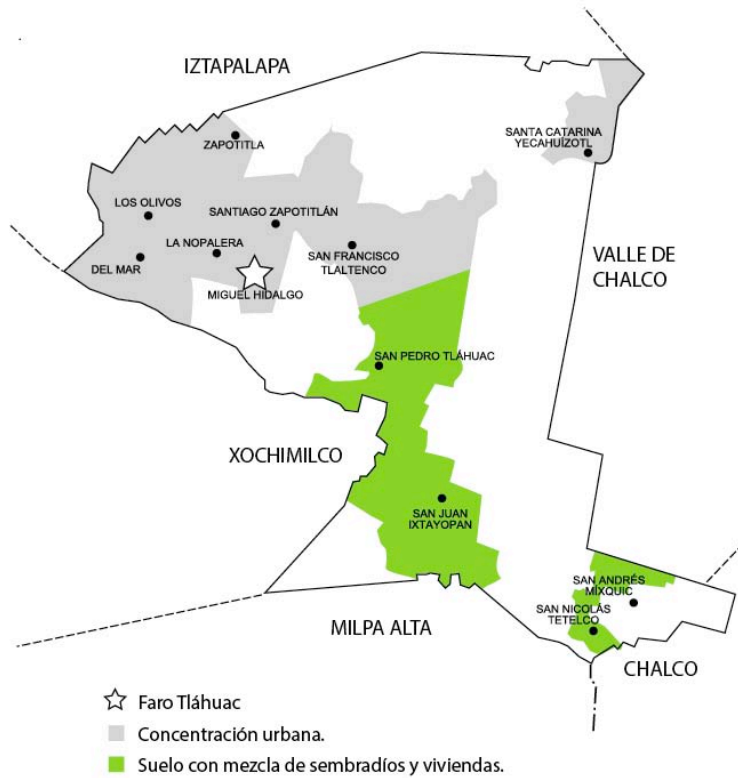 IZTAPALAPA
ZAPOTITLA
SANTA CATARINA
YECAHUÍZOTL
LOS OLIVOS
SANTIAGO ZAPOTITLÁN
LA NOPALERA
SAN FRANCISCO
TLALTENCO
DEL MAR
MIGUEL HIDALGO
VALLE DE
CHALCO
SAN PEDRO TLÁHUAC
XOCHIMILCO
SAN JUAN
IXTAYOPAN
SAN ANDRÉS
MIXQUIC
SAN NICOLÁS
TETELCO
MILPA ALTA
CHALCO
Faro Tláhuac
Concentración urbana.
Suelo con mezcla de sembradíos y viviendas.